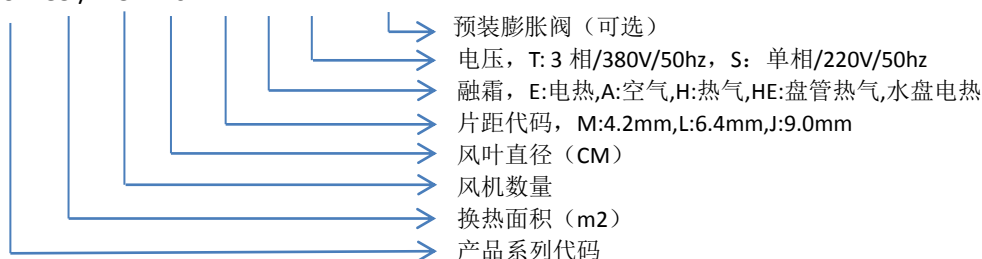 预装膨胀阀（可选）
电压，T: 3 相/380V/50hz，S：单相/220V/50hz
融霜，E:电热,A:空气,H:热气,HE:盘管热气,水盘电热
片距代码，M:4.2mm,L:6.4mm,J:9.0mm
风叶直径（CM）
风机数量
换热面积（m2）
产品系列代码